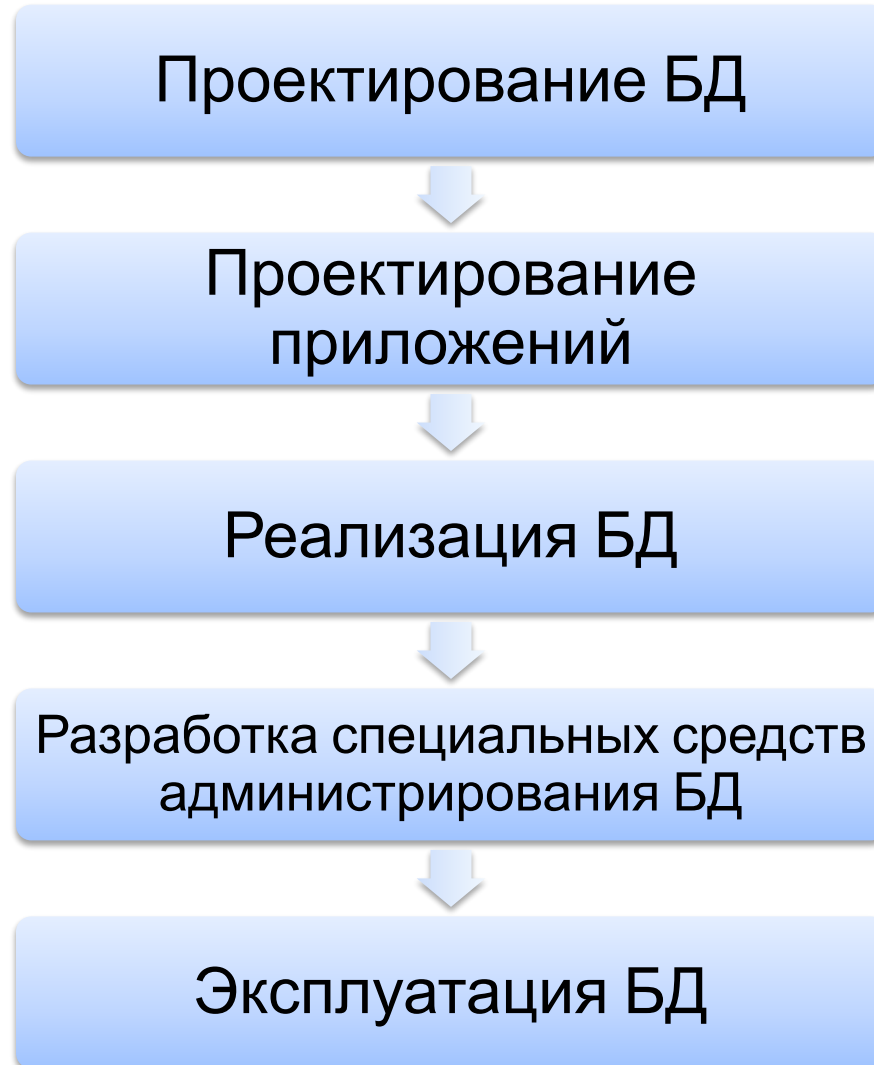 Проектирование БД
Проектирование
приложений
Реализация БД
Разработка специальных средств
администрирования БД
Эксплуатация БД